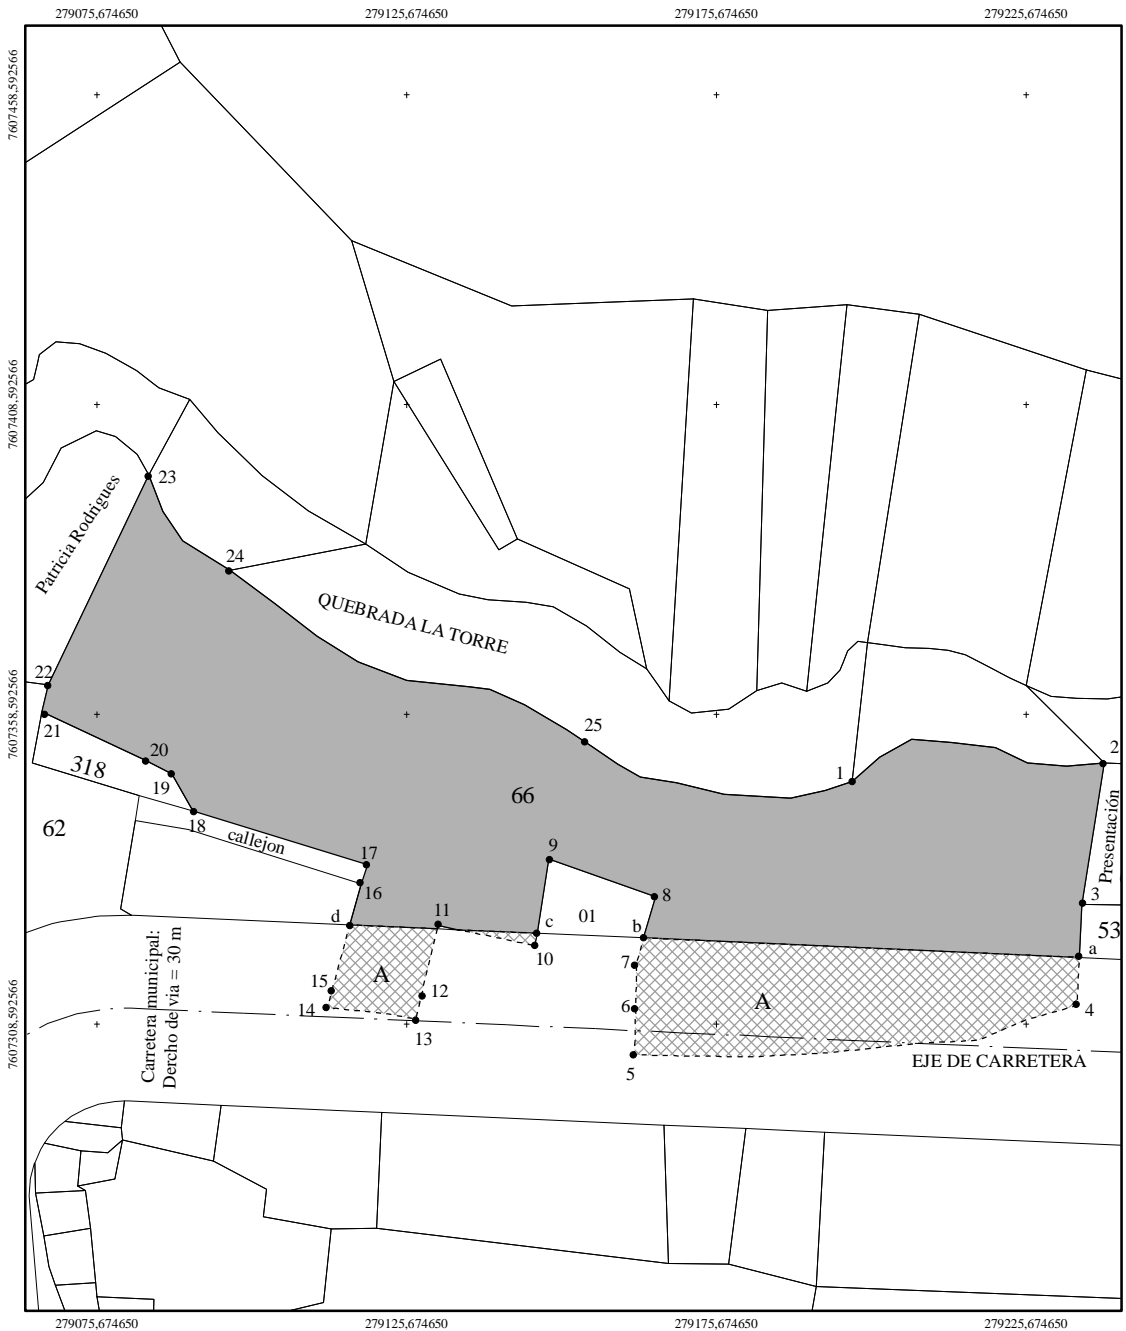 279075,674650 279125,674650 279175,674650 279225,674650
7607458,592566
7607408,592566
23
Patricia Rodrigues
24
QUEBRADA LA TORRE
22
7607358,592566
21
25
2
20
318
1
19
66
62
18
callejon
Presentación
17
9
16
8
3
d
11
c
01
b
53
a
10
7
A
15
12
A
14
6
4
13
7607308,592566
Carretera municipal:
Dercho de via = 30 m
EJE DE CARRETERA
5
279075,674650 279125,674650 279175,674650 279225,674650